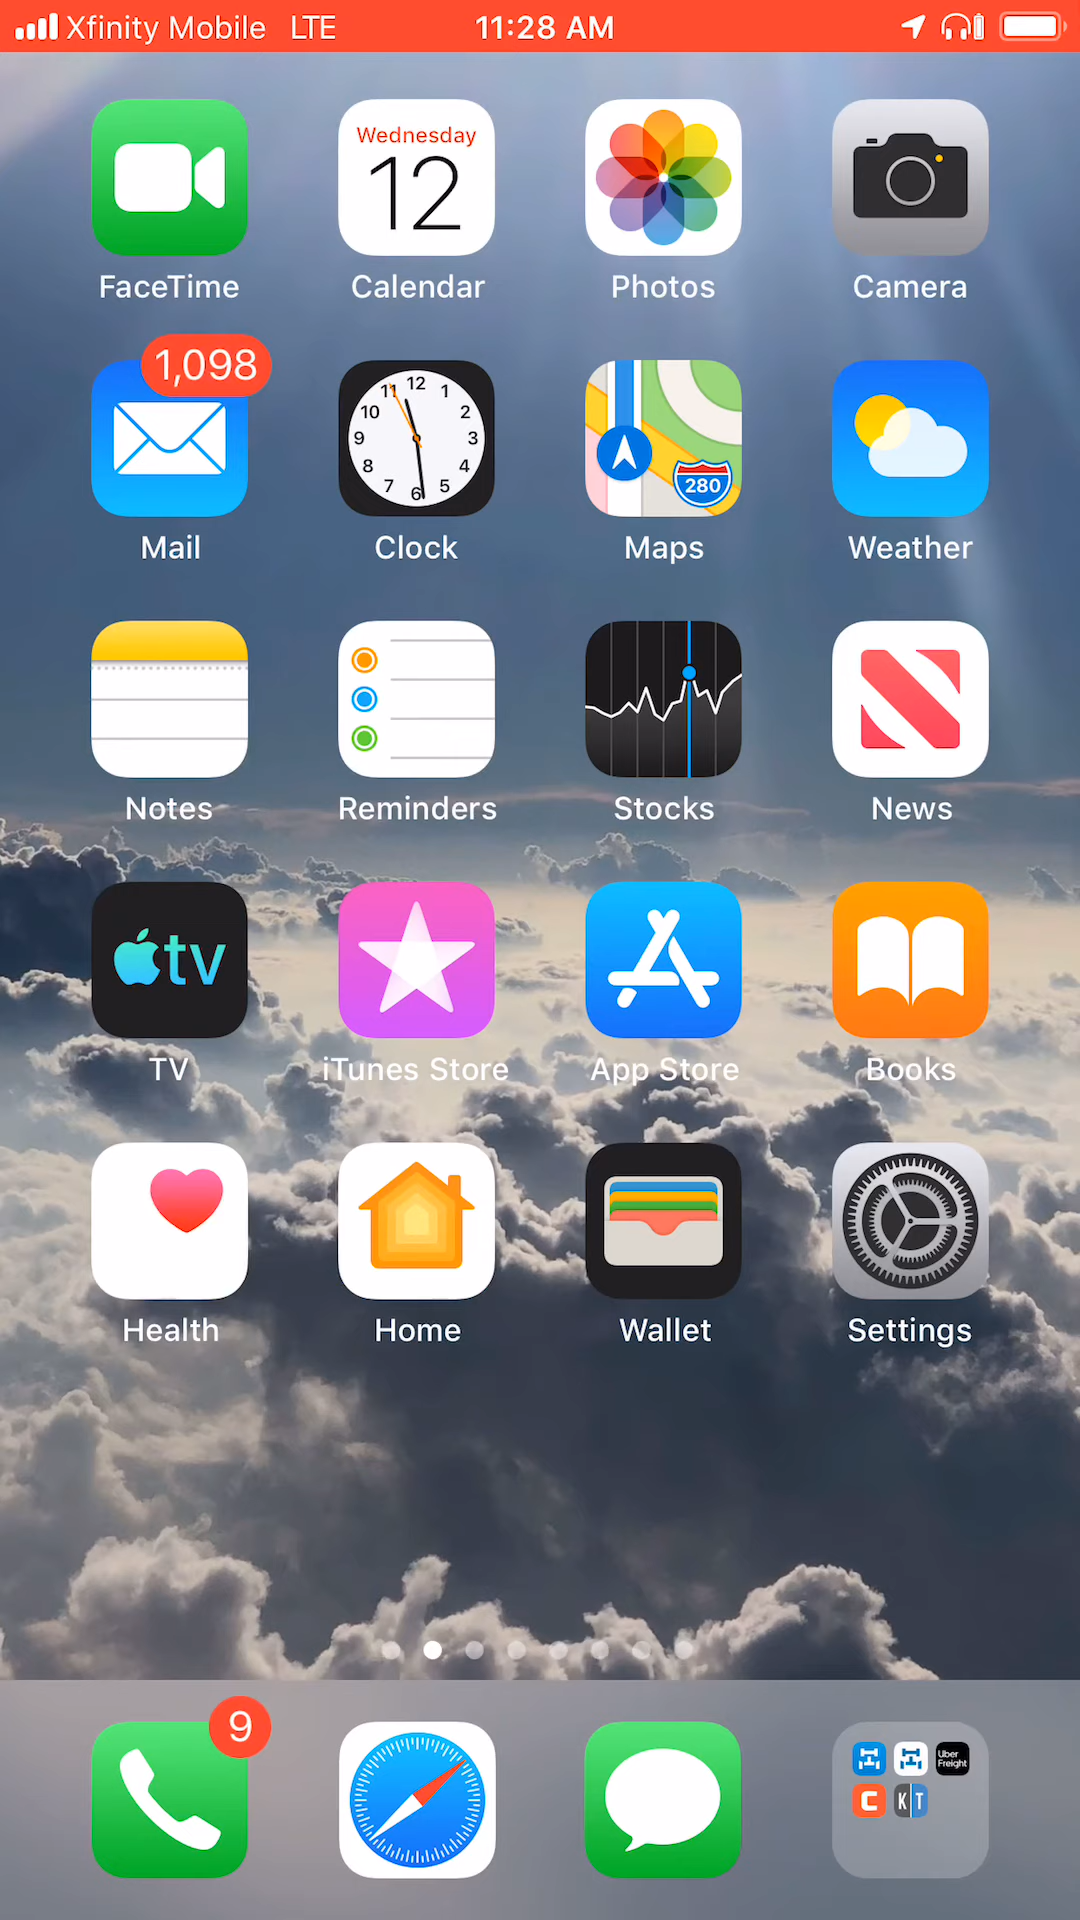 Xfinity Mobile LTE 11:28 AM
Wednesday
12
280
FaceTime Calendar Photos Camera
1,098
12
11 1
10 2
9 3
8 4
7 5
6
Mail Clock Maps Weather
Notes Reminders Stocks News
tv
TV iTunes Store App Store Books
Health Home Wallet Settings
9
Uber
Freight
C K T